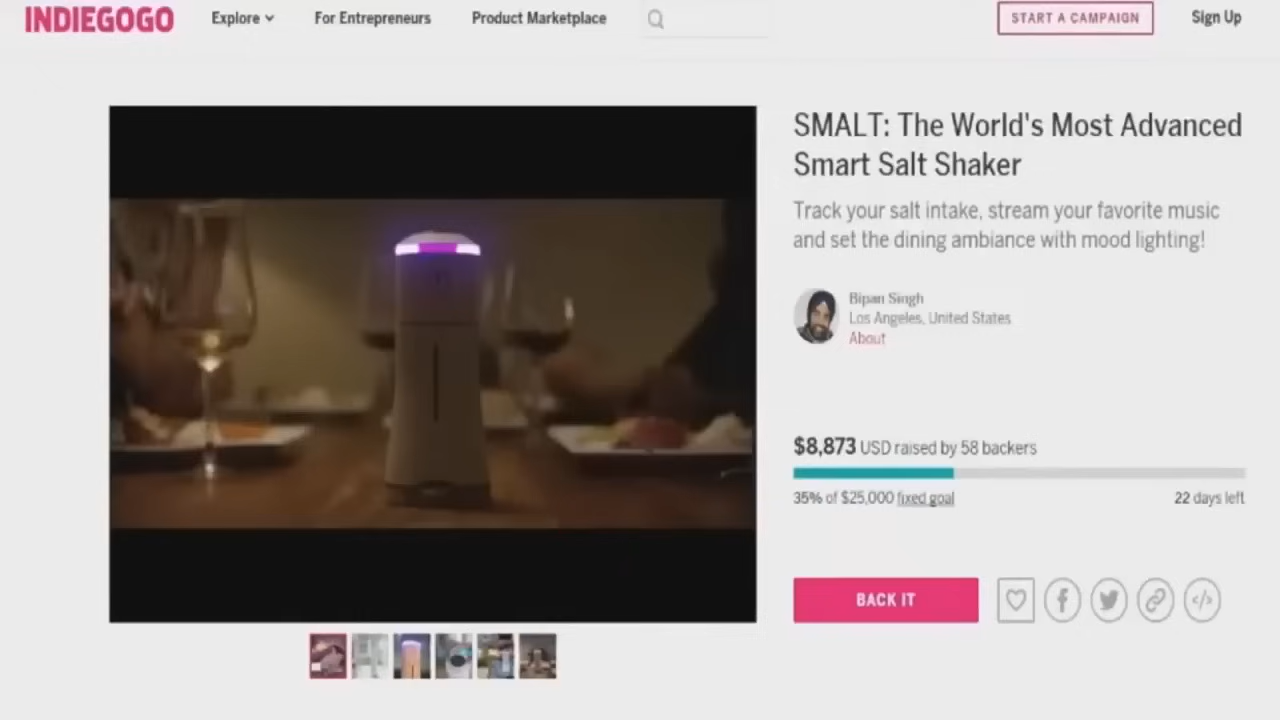 INDIEGOGO
Explore
For Entrepreneurs
Product Marketplace
START A CAMPAIGN
Sign Up
SMALT: The World's Most Advanced
Smart Salt Shaker
Track your salt intake, stream your favorite music
and set the dining ambiance with mood lighting!
Bipan Singh
Los Angeles, United States
About
$8,873 USD raised by 58 backers
35% of $25,000 fixed goal
22 days left
BACK IT